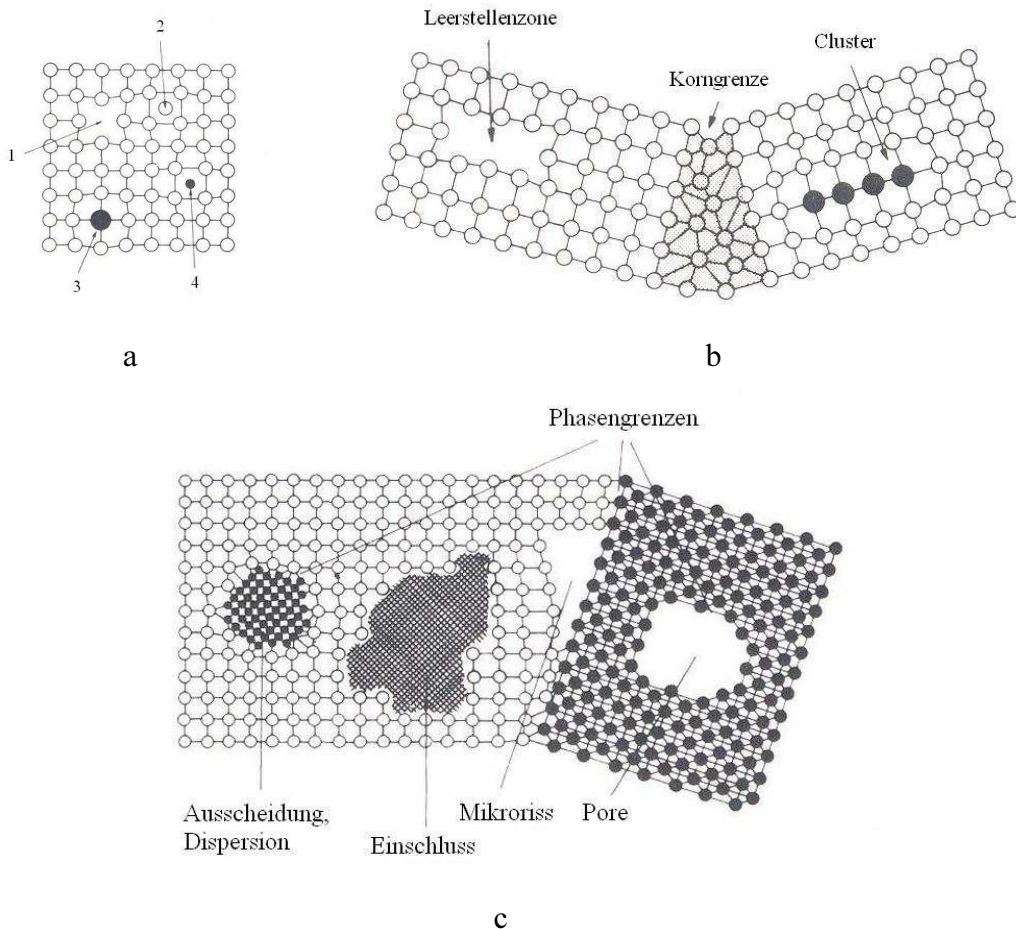 2
1
3
4
a
Leerstellenzone
Korngrenze
Cluster
b
Phasengrenzen
Ausscheidung,
Dispersion
Einschluss
Mikroriss
Pore
c